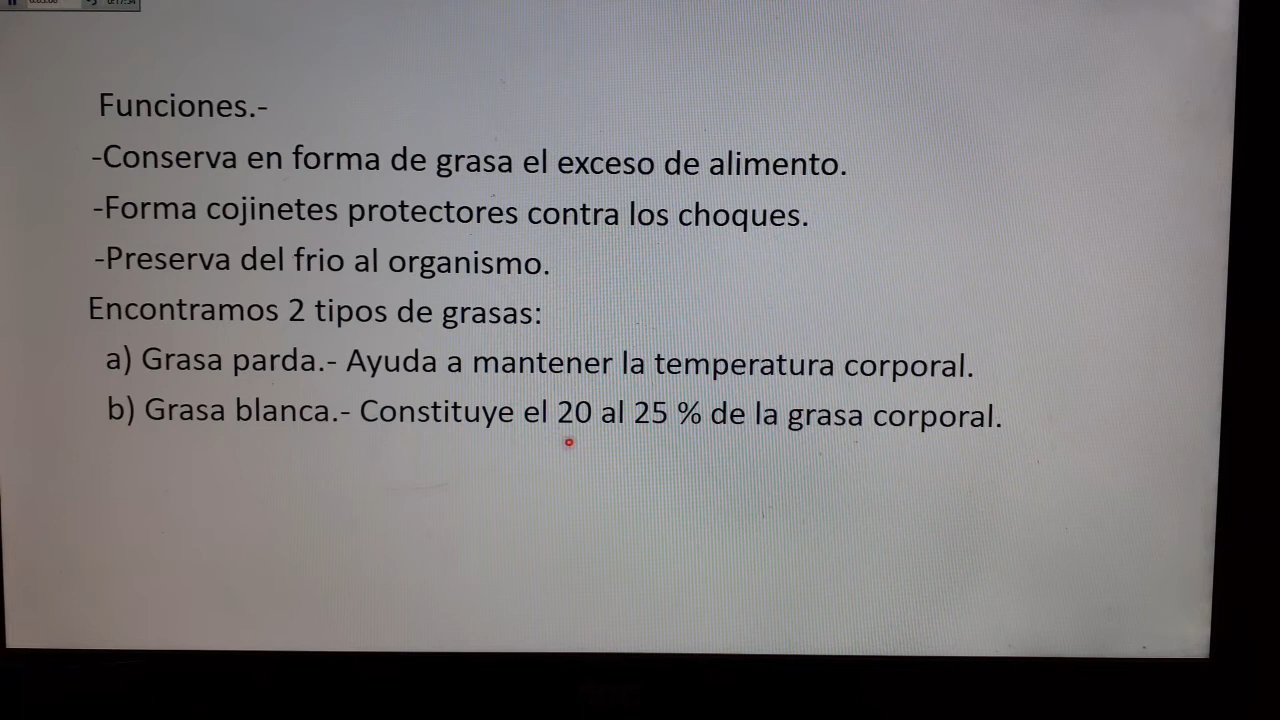 Funciones.-
-Conserva en forma de grasa el exceso de alimento.
-Forma cojinetes protectores contra los choques.
-Preserva del frio al organismo.
Encontramos 2 tipos de grasas:
a) Grasa parda.- Ayuda a mantener la temperatura corporal.
b) Grasa blanca.- Constituye el 20 al 25 % de la grasa corporal.